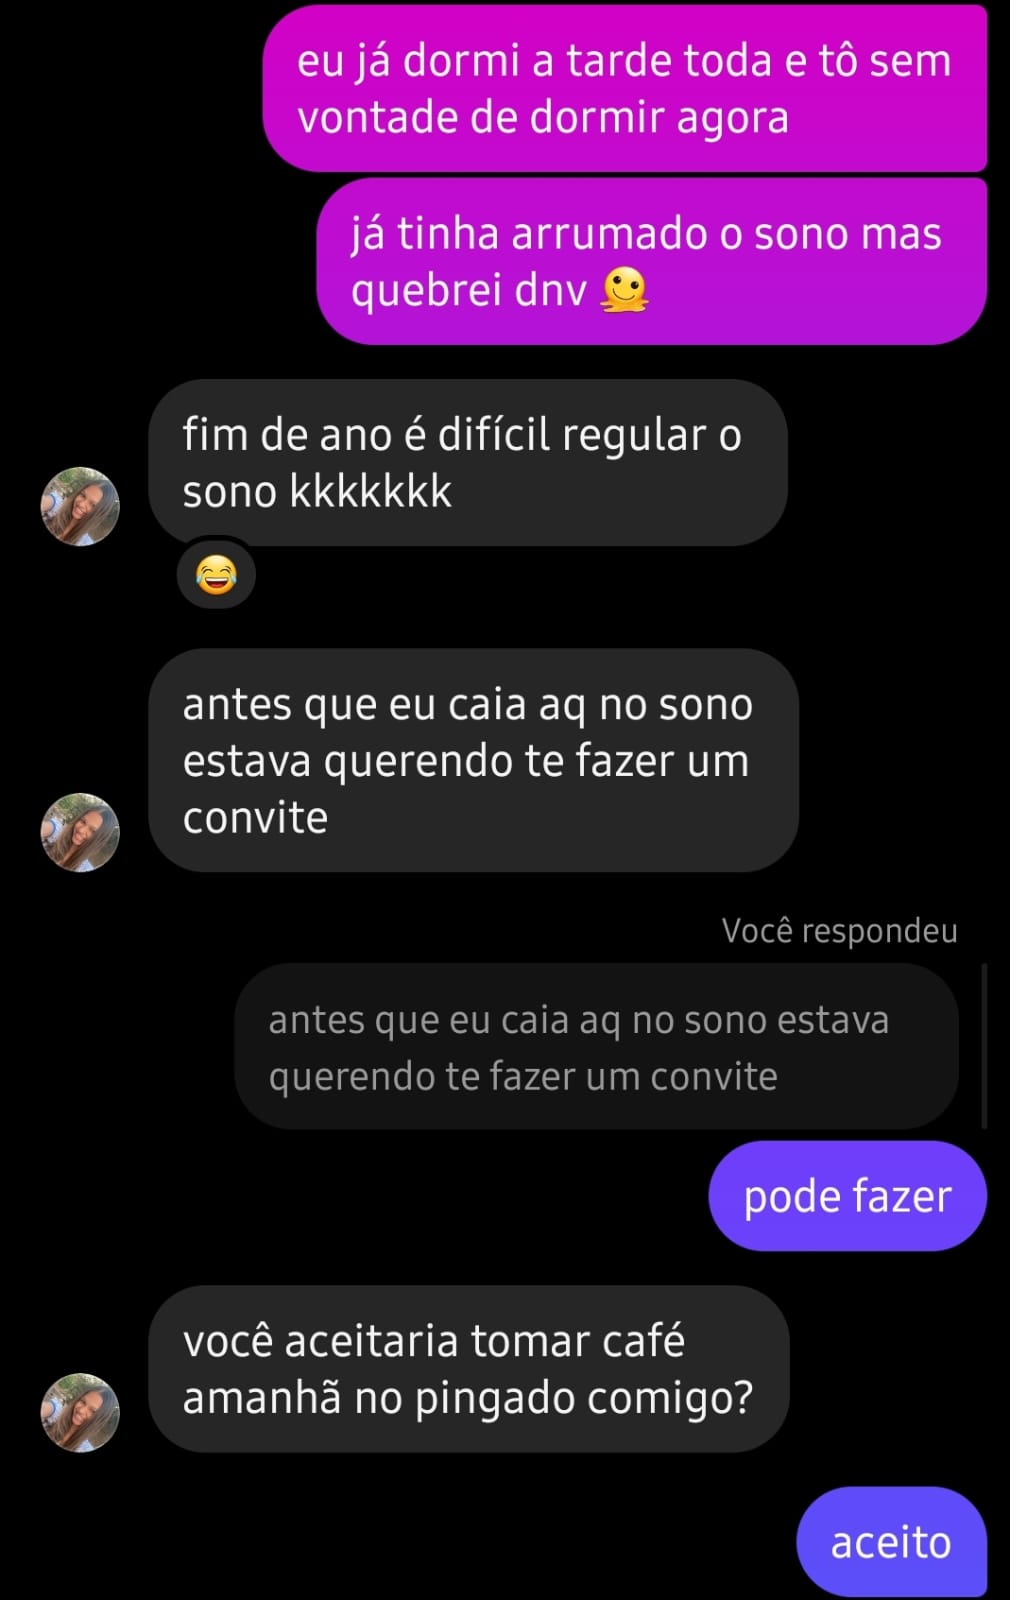 eu já dormi a tarde toda e tô sem
vontade de dormir agora
já tinha arrumado o sono mas
quebrei dnv 🫠
fim de ano é difícil regular o
sono kkkkkkk
😂
antes que eu caia aq no sono
estava querendo te fazer um
convite
Você respondeu
antes que eu caia aq no sono estava
querendo te fazer um convite
pode fazer
você aceitaria tomar café
amanhã no pingado comigo?
aceito